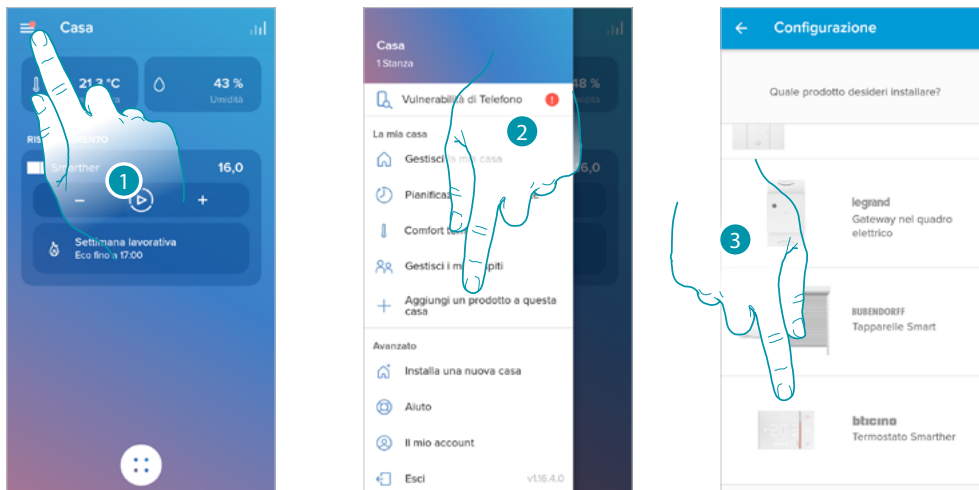 Casa
21,3 °C
43 %
Umidità
Smarther
16,0
1
Settimana lavorativa
Eco fino a 17:00
Casa
1 Stanza
Vulnerabilità di Telefono
!
48 %
2
La mia casa
Gestisci la mia casa
16,0
Comfort
Gestisci i
Aggiungi un prodotto a questa
casa
Avanzato
Installa una nuova casa
Aiuto
Il mio account
Esci
v1.16.4.0
Configurazione
Quale prodotto desideri installare?
legrand
Gateway nel quadro
elettrico
3
BUBENDORFF
Tapparelle Smart
bticino
Termostato Smarther